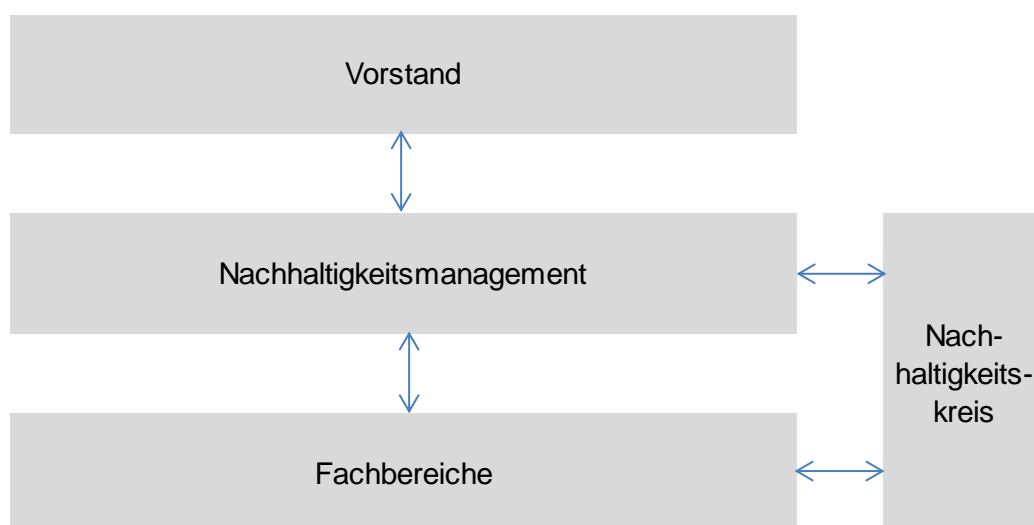 Vorstand
Nachhaltigkeitsmanagement
Nach-
haltigkeits-
kreis
Fachbereiche